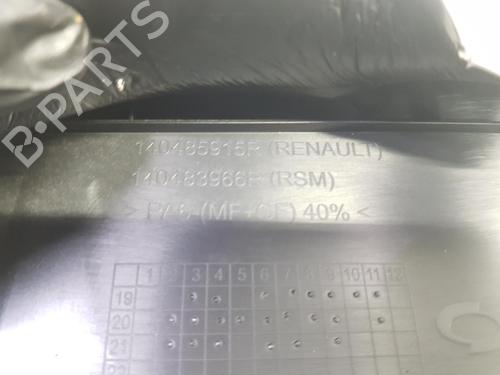 B-PARTS
140485915R (RENAULT)
140483966R (RSM)
> PA6-(MF+GF) 40% <
1 2 3 4 5 6 7 8 9 10 11 12
19
20
21
22